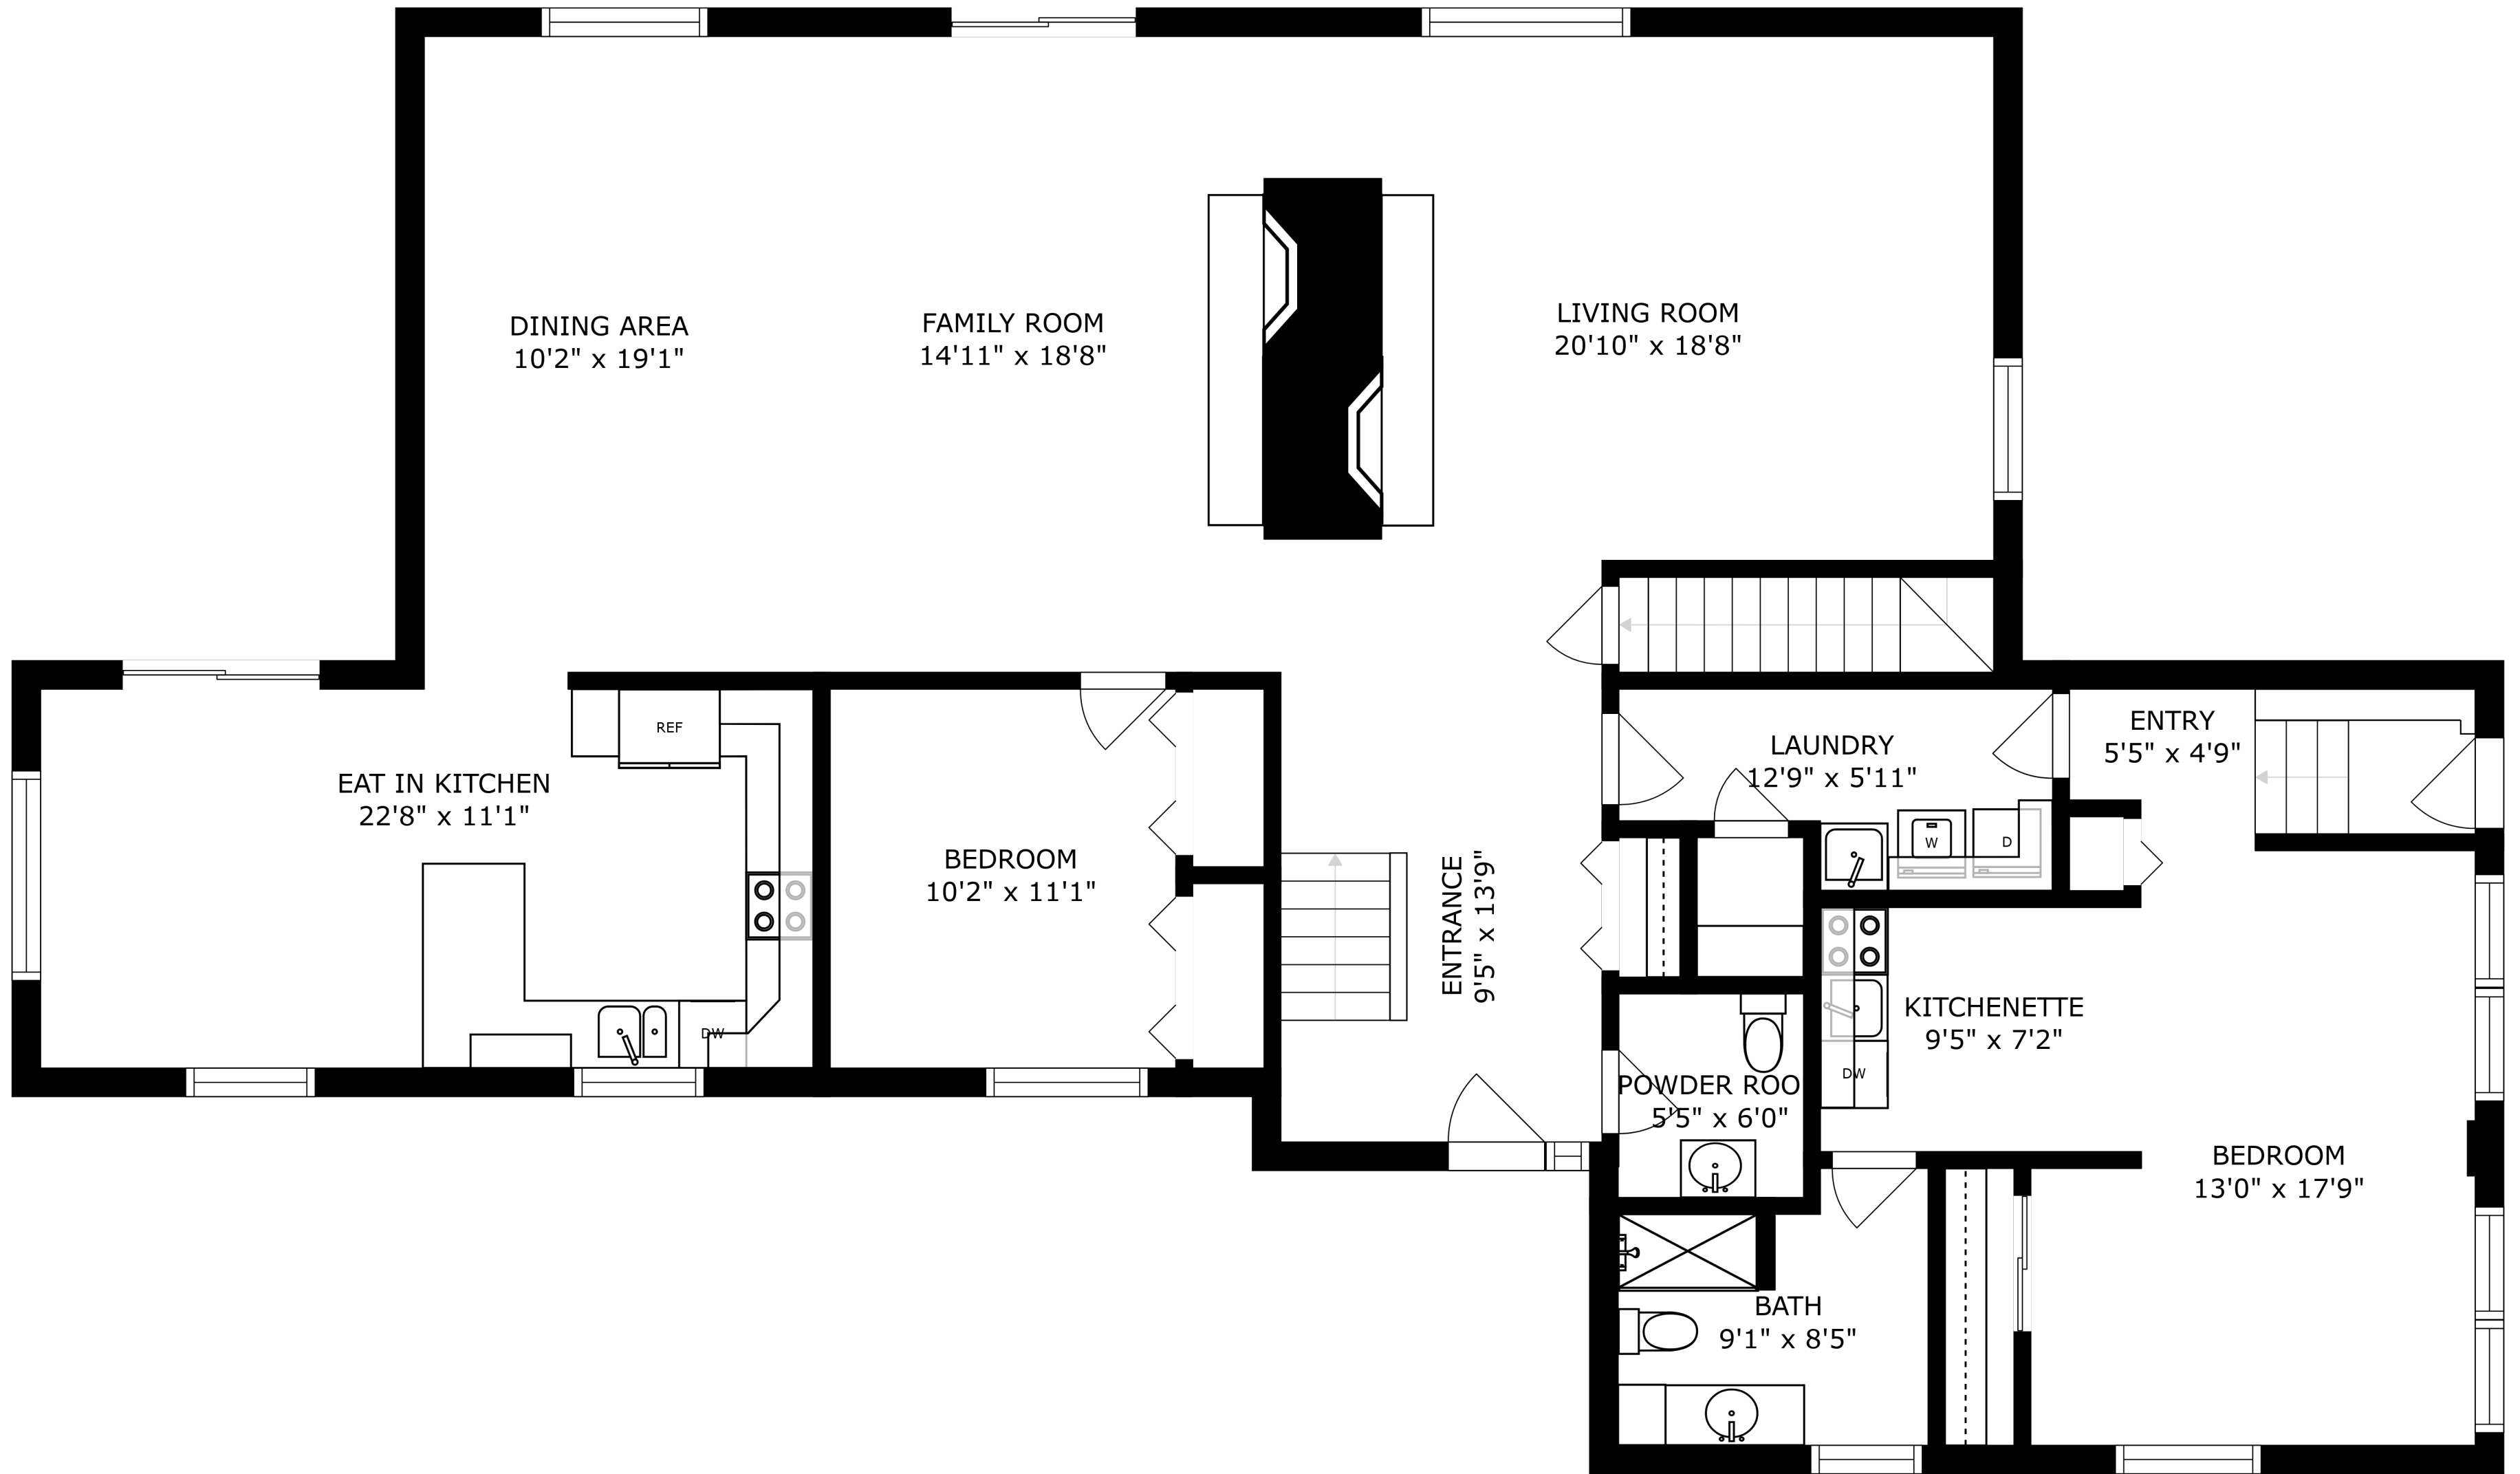 DINING AREA
10'2" x 19'1"
FAMILY ROOM
14'11" x 18'8"
LIVING ROOM
20'10" x 18'8"
EAT IN KITCHEN
22'8" x 11'1"
REF
DW
BEDROOM
10'2" x 11'1"
ENTRANCE
9'5" x 13'9"
LAUNDRY
12'9" x 5'11"
W
D
ENTRY
5'5" x 4'9"
KITCHENETTE
9'5" x 7'2"
DW
POWDER ROO
5'5" x 6'0"
BEDROOM
13'0" x 17'9"
BATH
9'1" x 8'5"